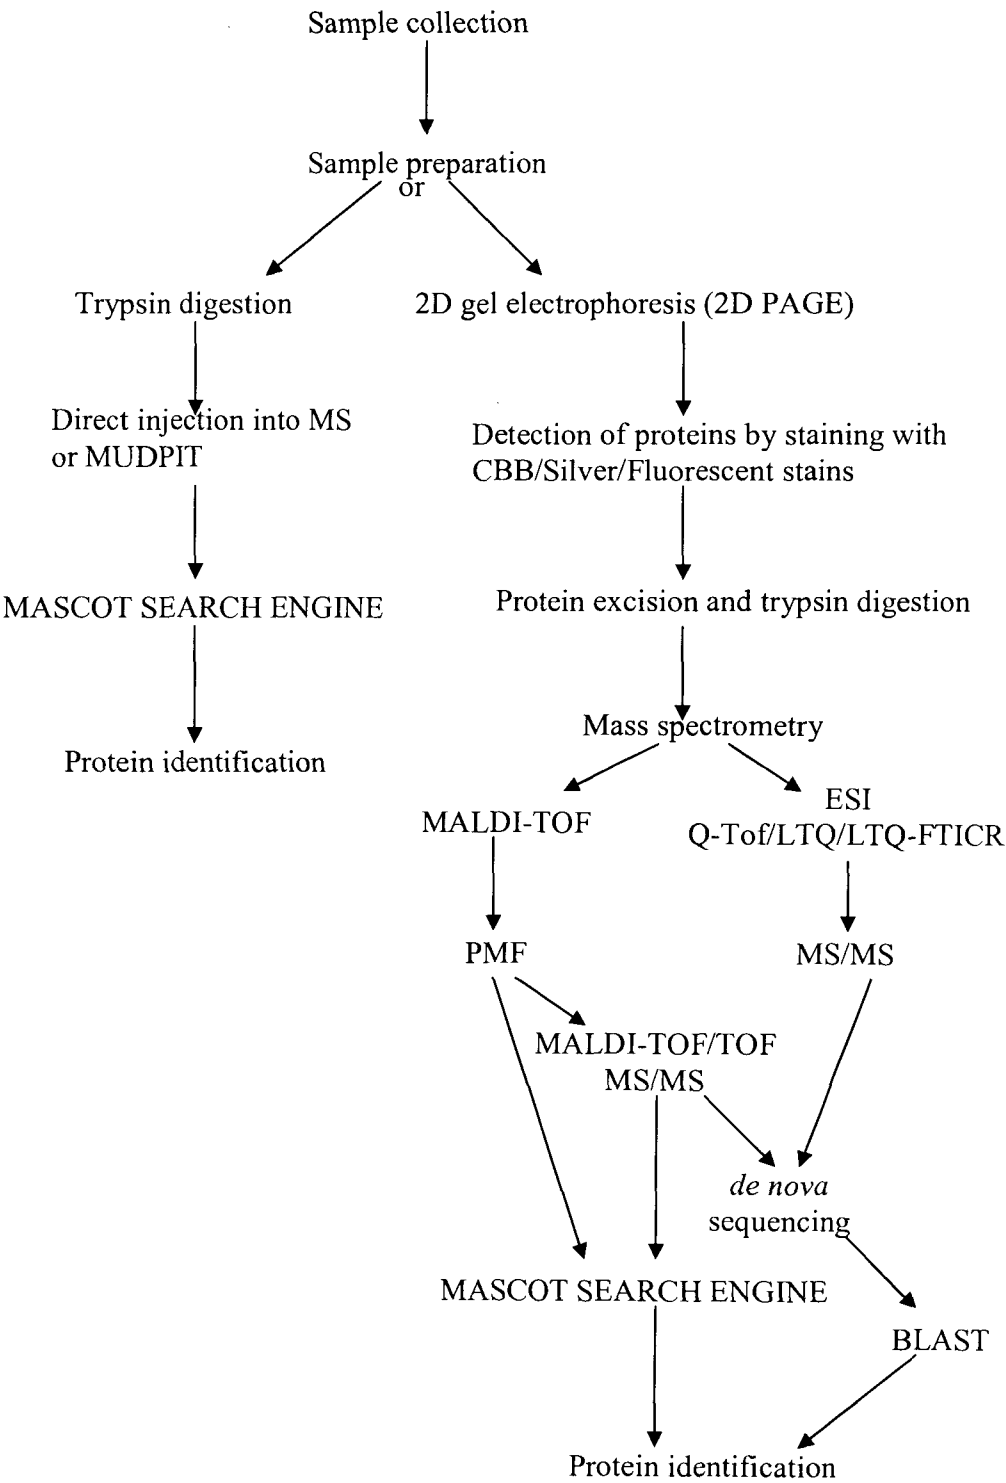 Sample collection
Sample preparation
or
Trypsin digestion
2D gel electrophoresis (2D PAGE)
Direct injection into MS
or MUDPIT
Detection of proteins by staining with
CBB/Silver/Fluorescent stains
MASCOT SEARCH ENGINE
Protein excision and trypsin digestion
Protein identification
Mass spectrometry
MALDI-TOF
ESI
Q-Tof/LTQ/LTQ-FTICR
PMF
MS/MS
MALDI-TOF/TOF
MS/MS
de nova
sequencing
MASCOT SEARCH ENGINE
BLAST
Protein identification